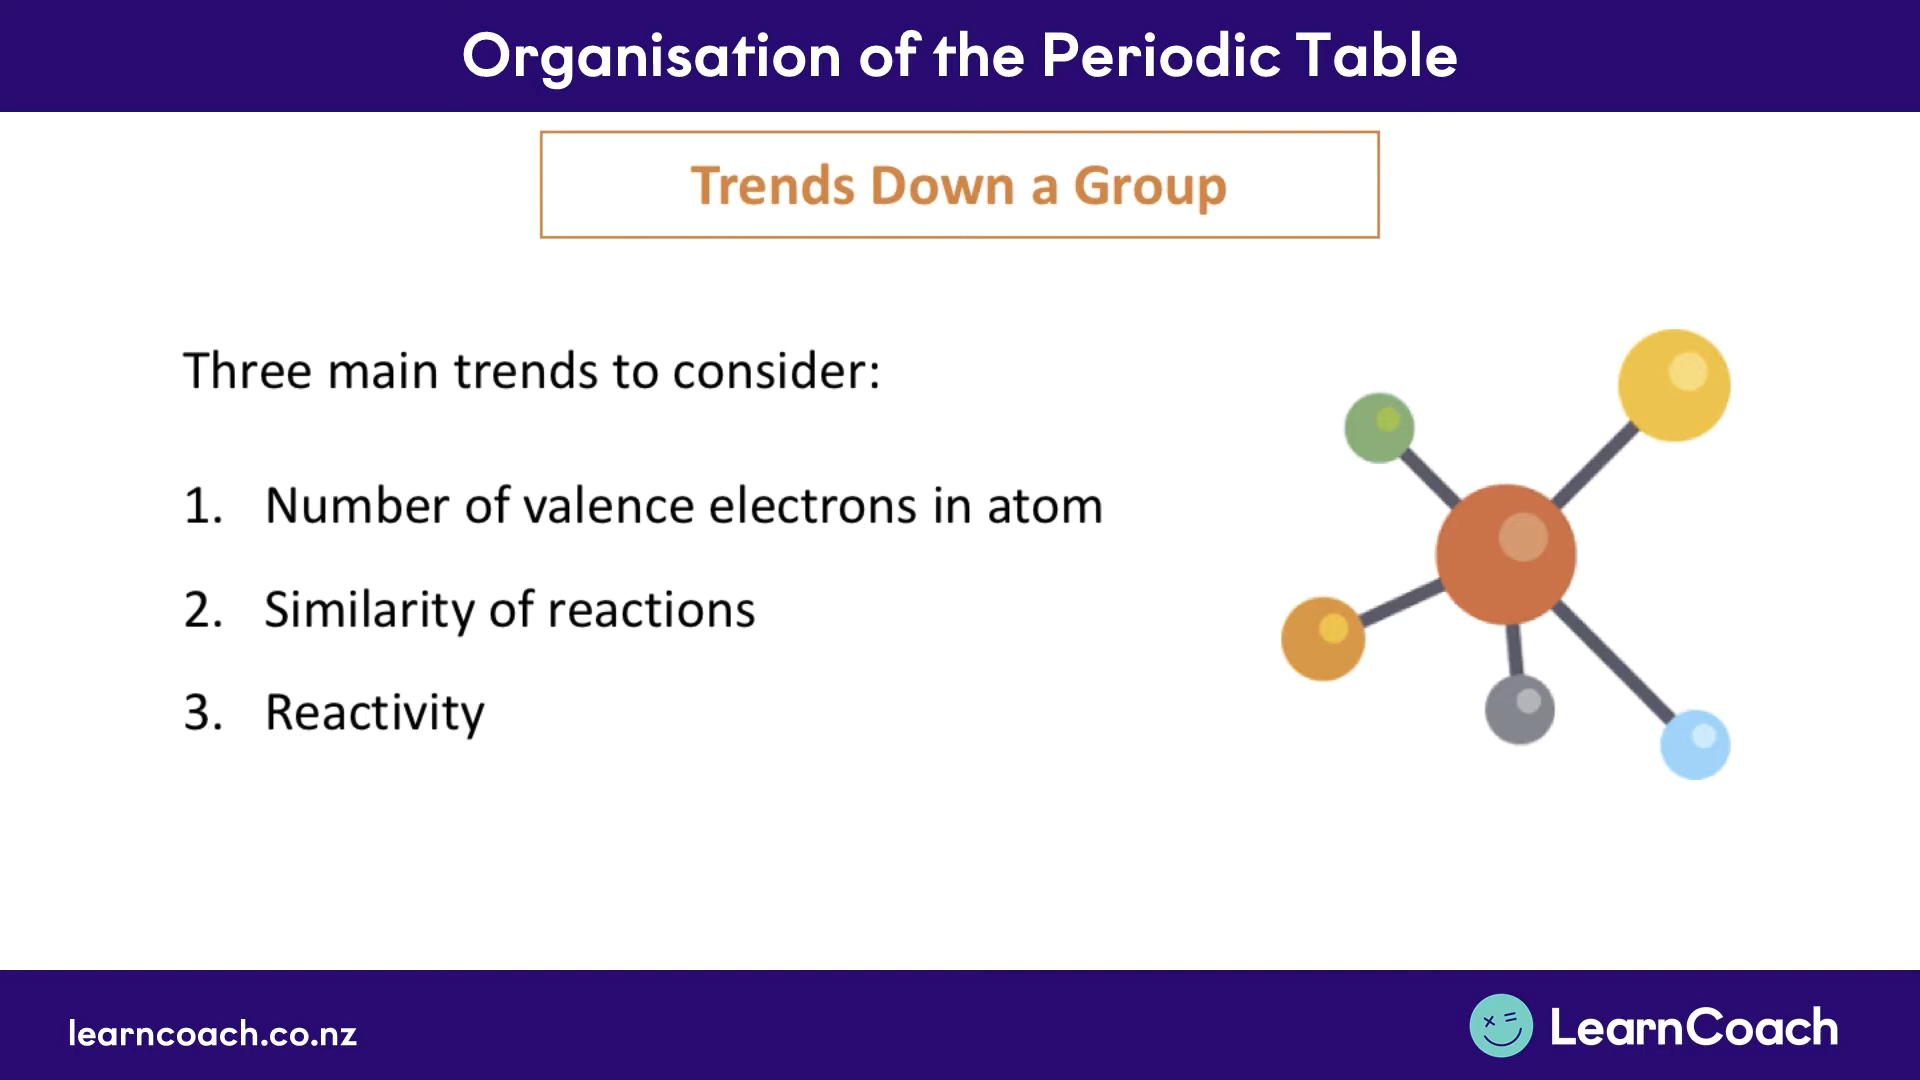 Organisation of the Periodic Table
Trends Down a Group
Three main trends to consider:
1. Number of valence electrons in atom
2. Similarity of reactions
3. Reactivity
learncoach.co.nz
LearnCoach